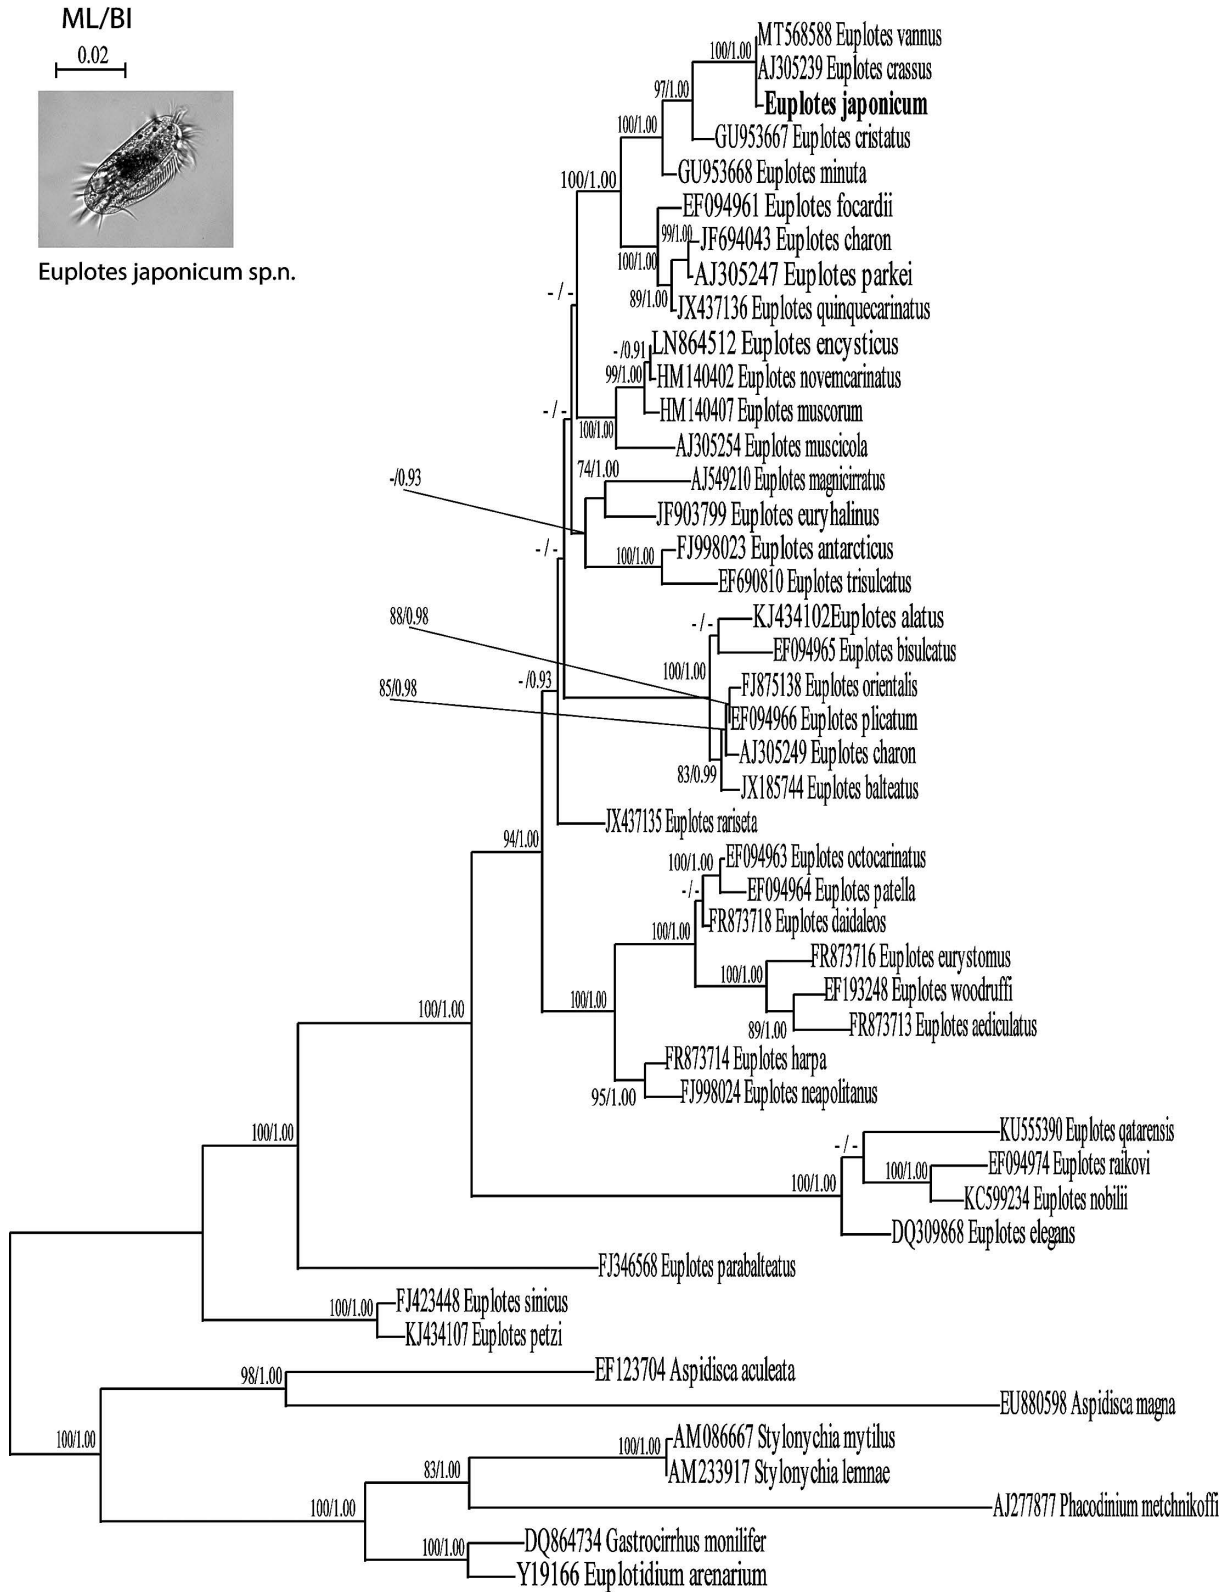 ML/BI
0.02
Euplotes japonicum sp.n.
MT568588 Euplotes vannus
100/1.00
AJ305239 Euplotes crassus
97/1.00
Euplotes japonicum
100/1.00
GU953667 Euplotes cristatus
GU953668 Euplotes minuta
100/1.00
EF094961 Euplotes focardii
99/1.00
JF694043 Euplotes charon
100/1.00
AJ305247 Euplotes parkei
- / -
89/1.00
JX437136 Euplotes quinquecarinatus
LN864512 Euplotes encysticus
- /0.91
99/1.00
HM140402 Euplotes novemcarinatus
- / -
HM140407 Euplotes muscorum
100/1.00
AJ305254 Euplotes muscicola
74/1.00
-/0.93
AJ549210 Euplotes magnicirratus
JF903799 Euplotes euryhalinus
- / -
100/1.00
FJ998023 Euplotes antarcticus
EF690810 Euplotes trisulcatus
88/0.98
- / -
KJ434102Euplotes alatus
EF094965 Euplotes bisulcatus
100/1.00
- /0.93
85/0.98
FJ875138 Euplotes orientalis
EF094966 Euplotes plicatum
AJ305249 Euplotes charon
83/0.99
JX185744 Euplotes balteatus
JX437135 Euplotes rariseta
94/1.00
100/1.00
EF094963 Euplotes octocarinatus
- / -
EF094964 Euplotes patella
FR873718 Euplotes daidaleos
100/1.00
FR873716 Euplotes eurystomus
100/1.00
EF193248 Euplotes woodruffi
100/1.00
100/1.00
89/1.00
FR873713 Euplotes aediculatus
FR873714 Euplotes harpa
95/1.00
FJ998024 Euplotes neapolitanus
100/1.00
KU555390 Euplotes qatarensis
- / -
100/1.00
EF094974 Euplotes raikovi
100/1.00
KC599234 Euplotes nobilii
DQ309868 Euplotes elegans
FJ346568 Euplotes parabalteatus
100/1.00
FJ423448 Euplotes sinicus
KJ434107 Euplotes petzi
98/1.00
EF123704 Aspidisca aculeata
EU880598 Aspidisca magna
100/1.00
100/1.00
AM086667 Stylonychia mytilus
83/1.00
AM233917 Stylonychia lemnae
100/1.00
AJ277877 Phacodinium metchnikoffi
100/1.00
DQ864734 Gastrocirrhus monilifer
Y19166 Euplotidium arenarium